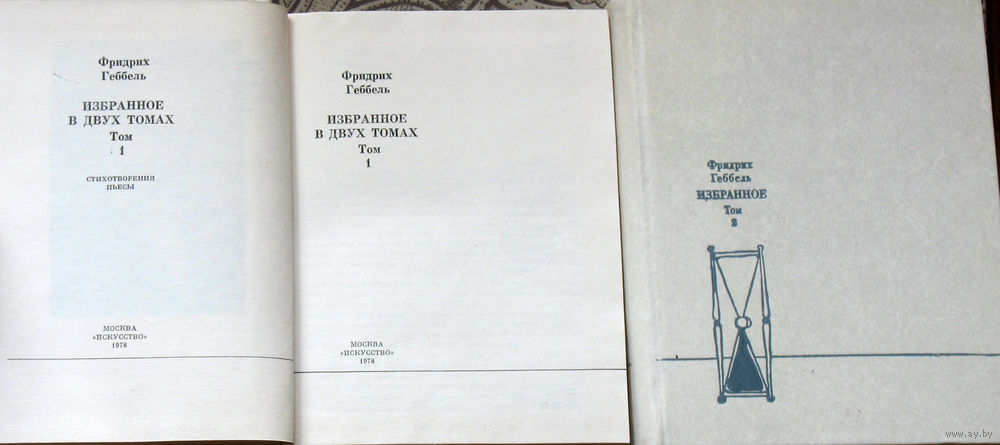 Фридрих
Геббель
ИЗБРАННОЕ
В ДВУХ ТОМАХ
Том
1
СТИХОТВОРЕНИЯ
ПЬЕСЫ
МОСКВА
«ИСКУССТВО»
1978
Фридрих
Геббель
ИЗБРАННОЕ
В ДВУХ ТОМАХ
Том
1
МОСКВА
«ИСКУССТВО»
1978
Фридрих
Геббель
ИЗБРАННОЕ
Том
2
www.ay.by